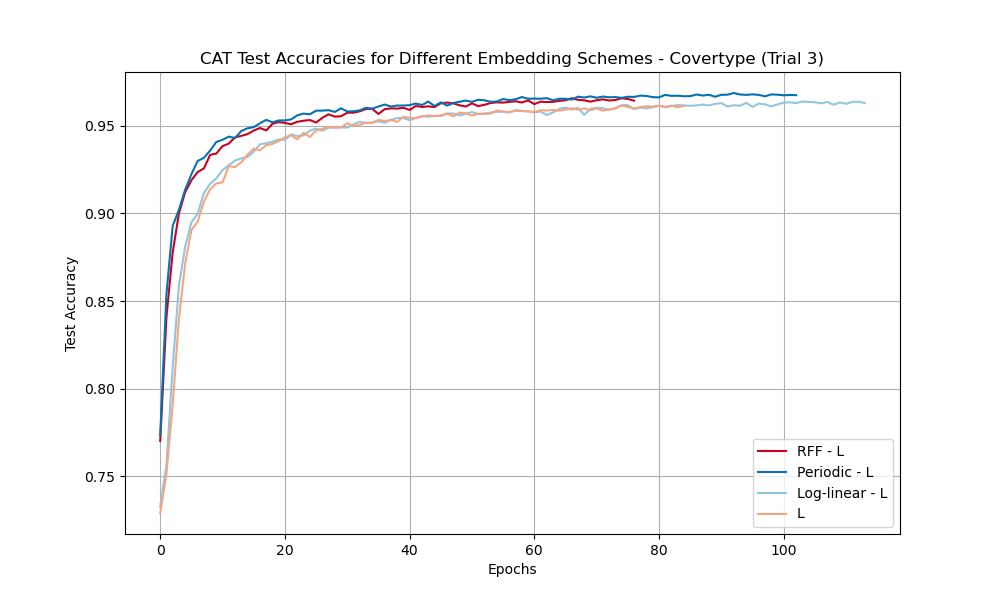 CAT Test Accuracies for Different Embedding Schemes - Covertype (Trial 3)
Test Accuracy
0.95
0.90
0.85
0.80
0.75
RFF - L
Periodic - L
Log-linear - L
L
0 20 40 60 80 100
Epochs